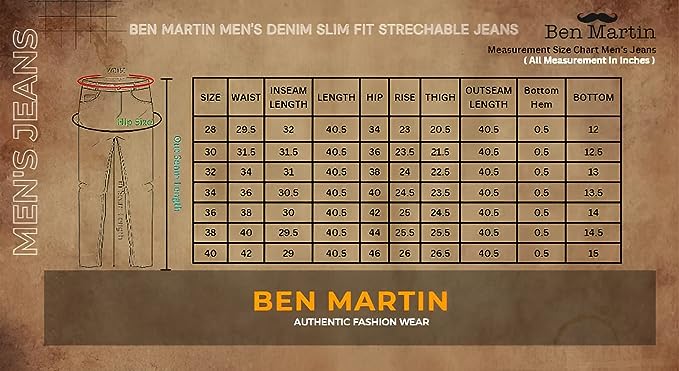 BEN MARTIN MEN'S DENIM SLIM FIT STRECHABLE JEANS
Ben Martin
Measurement Size Chart Men's Jeans
( All Measurement In Inches )
MEN'S JEANS
Waist
Hip Size
In Seam Length
Out Seam Length
SIZE WAIST INSEAM LENGTH LENGTH HIP RISE THIGH OUTSEAM LENGTH Bottom Hem BOTTOM
28 29.5 32 40.5 34 23 20.5 40.5 0.5 12
30 31.5 31.5 40.5 36 23.5 21.5 40.5 0.5 12.5
32 34 31 40.5 38 24 22.5 40.5 0.5 13
34 36 30.5 40.5 40 24.5 23.5 40.5 0.5 13.5
36 38 30 40.5 42 25 24.5 40.5 0.5 14
38 40 29.5 40.5 44 25.5 25.5 40.5 0.5 14.5
40 42 29 40.5 46 26 26.5 40.5 0.5 15
BEN MARTIN
AUTHENTIC FASHION WEAR